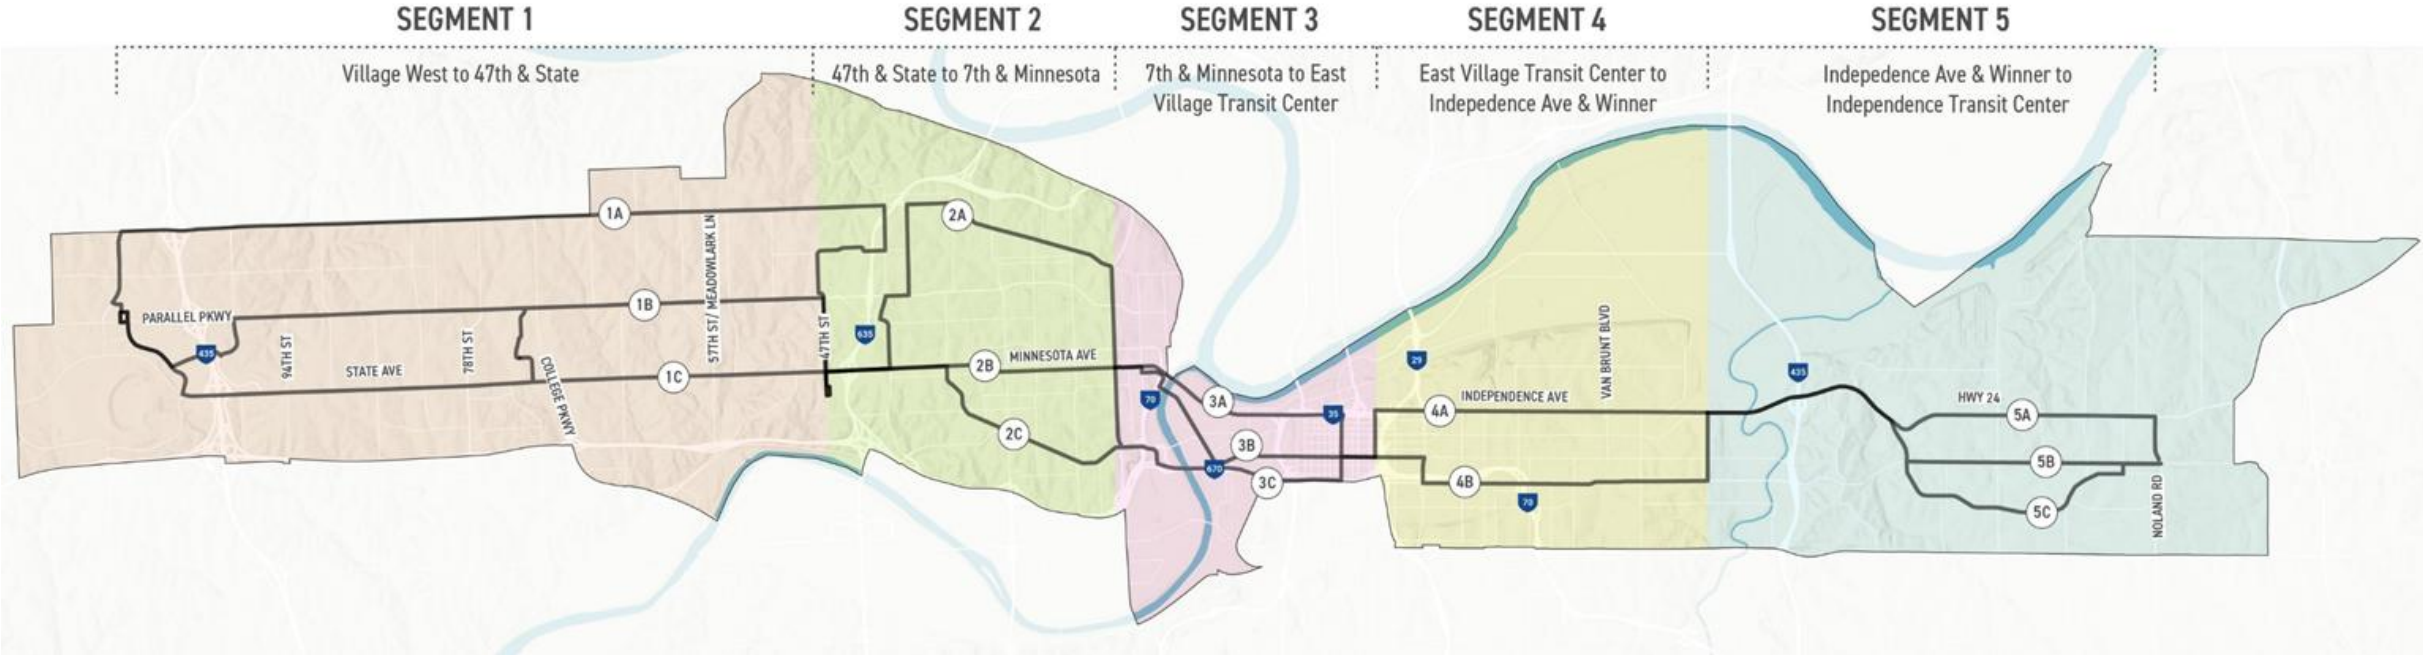 SEGMENT 1
SEGMENT 2
SEGMENT 3
SEGMENT 4
SEGMENT 5
Village West to 47th & State
47th & State to 7th & Minnesota
7th & Minnesota to East
Village Transit Center
East Village Transit Center to
Indepedence Ave & Winner
Indepedence Ave & Winner to
Independence Transit Center
1A
1B
1C
PARALLEL PKWY
435
94TH ST
STATE AVE
78TH ST
COLLEGE PKWY
57TH ST/ MEADOWLARK LN
47TH ST
635
2A
2B
MINNESOTA AVE
2C
70
3A
35
3B
670
3C
29
4A
INDEPENDENCE AVE
VAN BRUNT BLVD
4B
70
435
HWY 24
5A
5B
5C
NOLAND RD